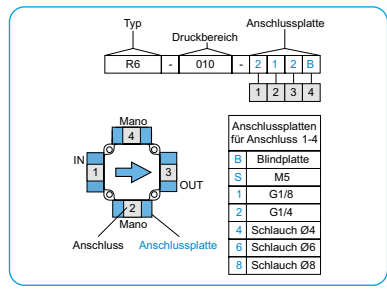 Typ
Druckbereich
Anschlussplatte
R6 - 010 - 2 1 2 B
1 2 3 4
Mano
4
IN
1
3
OUT
2
Mano
Anschluss
Anschlussplatte
Anschlussplatten
für Anschluss 1-4
B Blindplatte
S M5
1 G1/8
2 G1/4
4 Schlauch Ø4
6 Schlauch Ø6
8 Schlauch Ø8